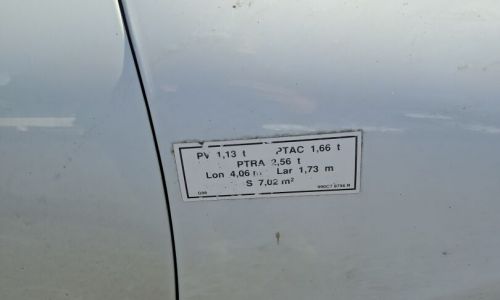 PV 1,13 t PTAC 1,66 t
PTRA 2,56 t
Lon 4,06 m Lar 1,73 m
S 7,02 m²